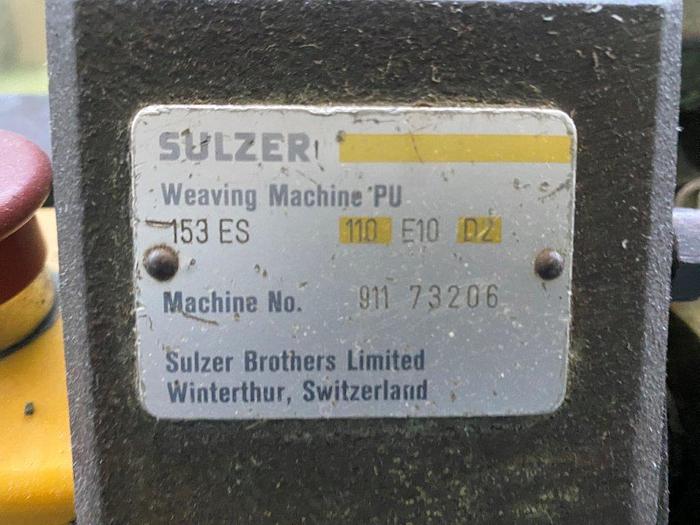 SULZER
Weaving Machine PU
153 ES 110 E10 D2
Machine No. 911 73206
Sulzer Brothers Limited
Winterthur, Switzerland